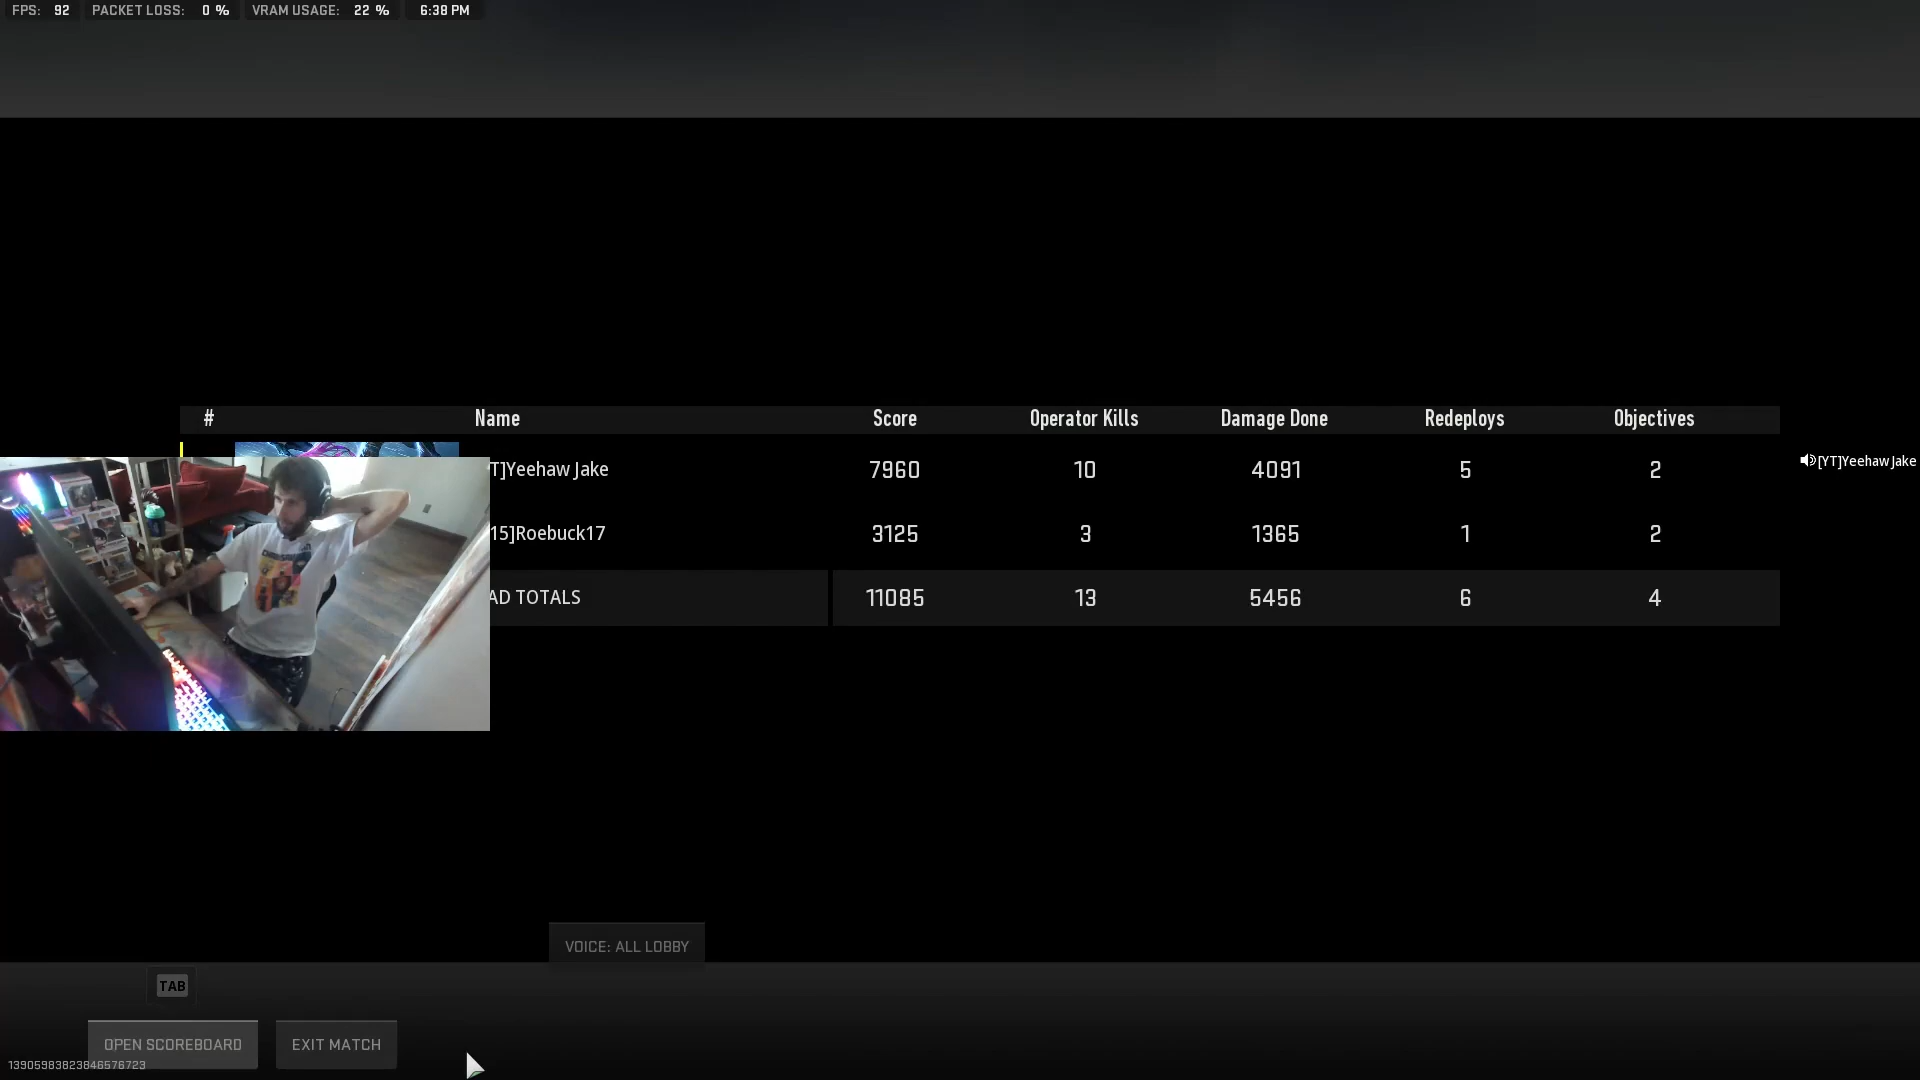 FPS: 92 PACKET LOSS: 0 % VRAM USAGE: 22 % 6:38 PM
# Name Score Operator Kills Damage Done Redeploys Objectives
T]Yeehaw Jake 7960 10 4091 5 2
[YT]Yeehaw Jake
15]Roebuck17 3125 3 1365 1 2
AD TOTALS 11085 13 5456 6 4
VOICE: ALL LOBBY
TAB
OPEN SCOREBOARD EXIT MATCH
13905983823846576723